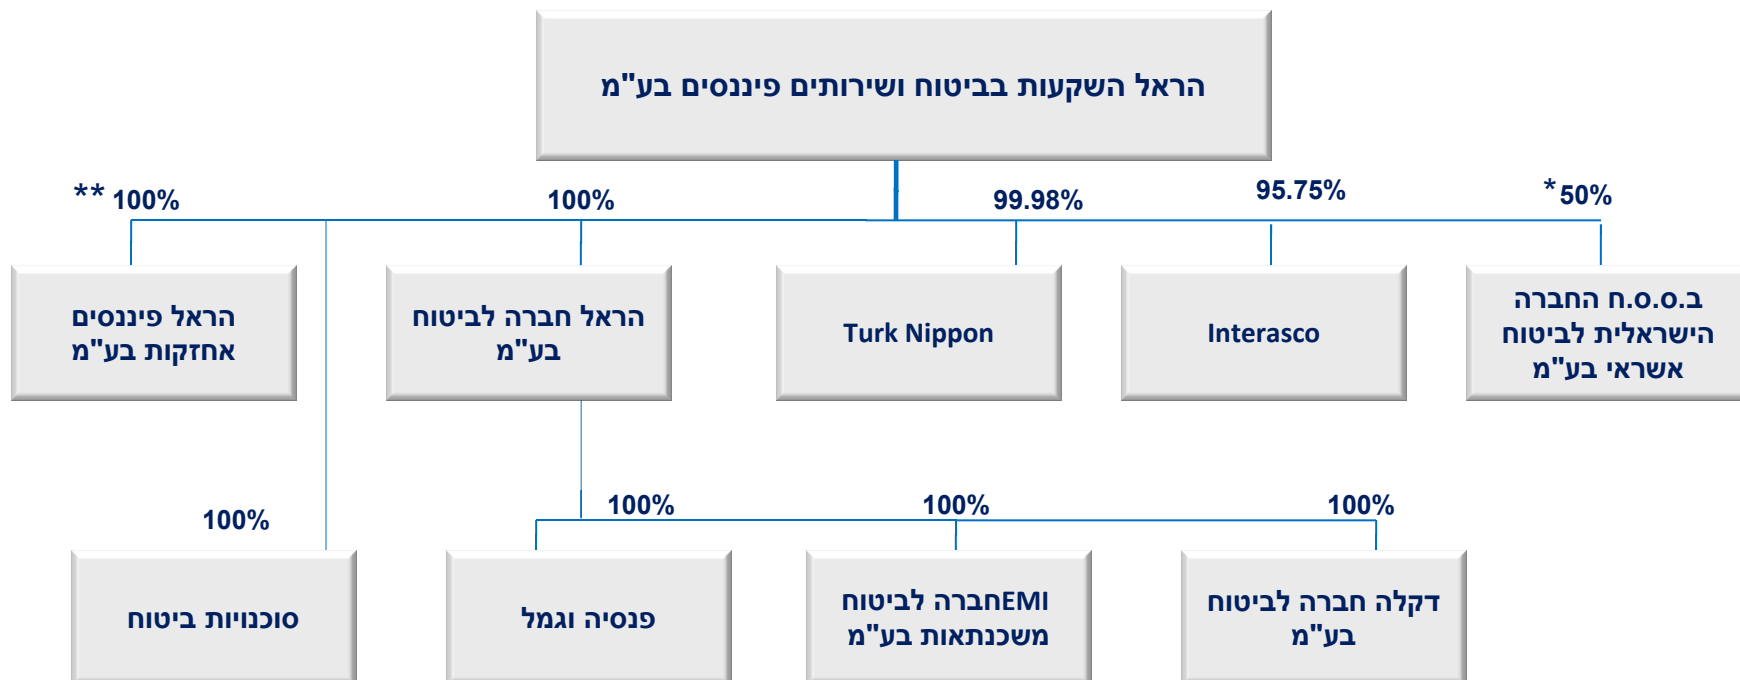 הראל השקעות בביטוח ושירותים פיננסים בע"מ
*50%
95.75%
99.98%
100%
** 100%
ב.ס.ס.ח החברה
הישראלית לביטוח
אשראי בע"מ
Interasco
Turk Nippon
הראל חברה לביטוח
בע"מ
הראל פיננסים
אחזקות בע"מ
100%
100%
100%
100%
דקלה חברה לביטוח
בע"מ
EMIחברה לביטוח
משכנתאות בע"מ
פנסיה וגמל
סוכנויות ביטוח